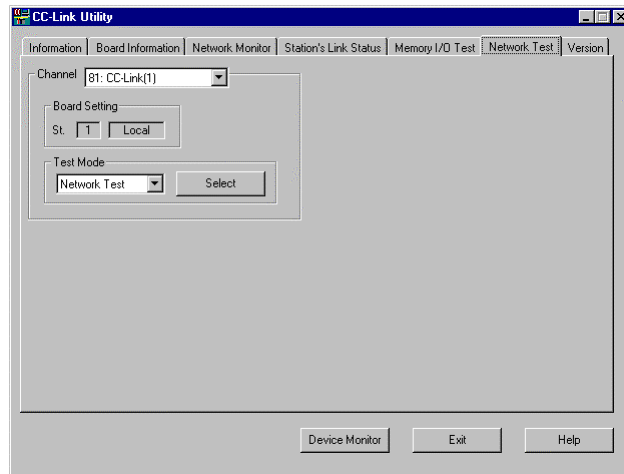 CC-Link Utility
Information Board Information Network Monitor Station's Link Status Memory I/O Test Network Test Version
Channel 81: CC-Link(1)
Board Setting
St. 1 Local
Test Mode
Network Test Select
Device Monitor Exit Help